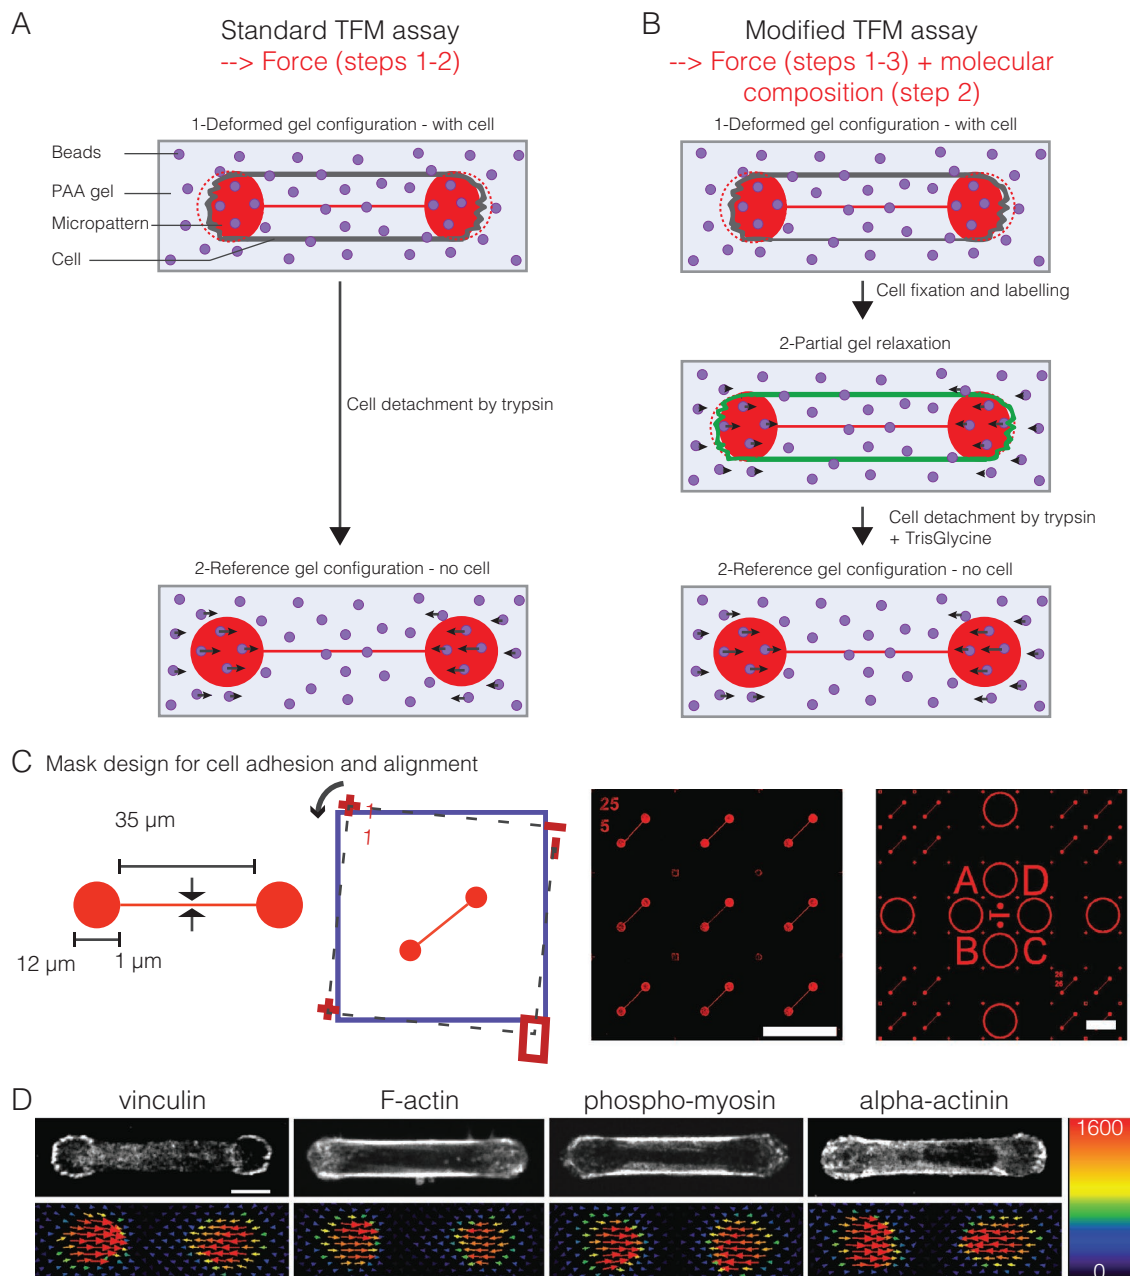 A
Standard TFM assay
--> Force (steps 1-2)
1-Deformed gel configuration - with cell
Beads
PAA gel
Micropattern
Cell
Cell detachment by trypsin
2-Reference gel configuration - no cell
B
Modified TFM assay
--> Force (steps 1-3) + molecular
composition (step 2)
1-Deformed gel configuration - with cell
Cell fixation and labelling
2-Partial gel relaxation
Cell detachment by trypsin
+ TrisGlycine
2-Reference gel configuration - no cell
C Mask design for cell adhesion and alignment
35 µm
12 µm
1 µm
1
1
25
5
A D
B C
26
26
D
vinculin
F-actin
phospho-myosin
alpha-actinin
1600
0